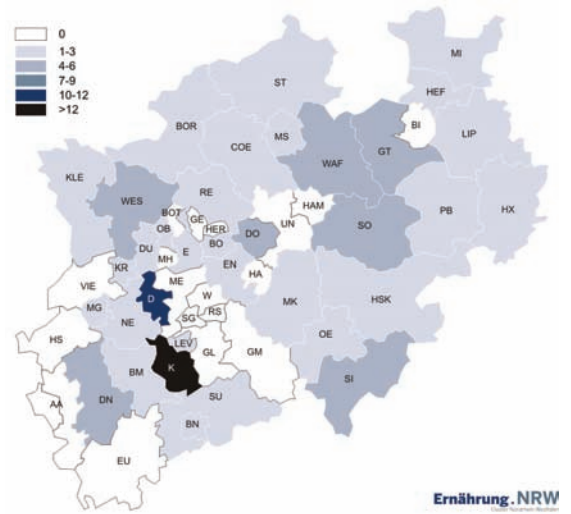 0
1-3
4-6
7-9
10-12
>12
MI
ST
HEF
BI
BOR
MS
COE
LIP
WAF
GT
KLE
WES
RE
BOT
GE
HER
HAM
OB
UN
DO
SO
PB
HX
DU
E
BO
MH
EN
HA
KR
VIE
ME
D
W
MK
HSK
MG
NE
SG
RS
HS
LEV
OE
K
GL
GM
BM
AA
DN
SU
SI
BN
EU
Ernährung.NRW
Cluster Nordrhein-Westfalen